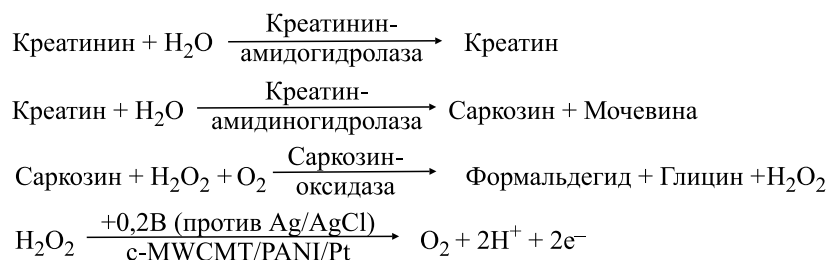 Креатинин-
Креатинин + H₂O амидогидролаза Креатин
Креатин-
Креатин + H₂O амидиногидролаза Саркозин + Мочевина
Саркозин-
Саркозин + H₂O₂ + O₂ оксидаза Формальдегид + Глицин +H₂O₂
+0,2В (против Ag/AgCl)
H₂O₂ c-MWCMT/PANI/Pt O₂ + 2H⁺ + 2e⁻